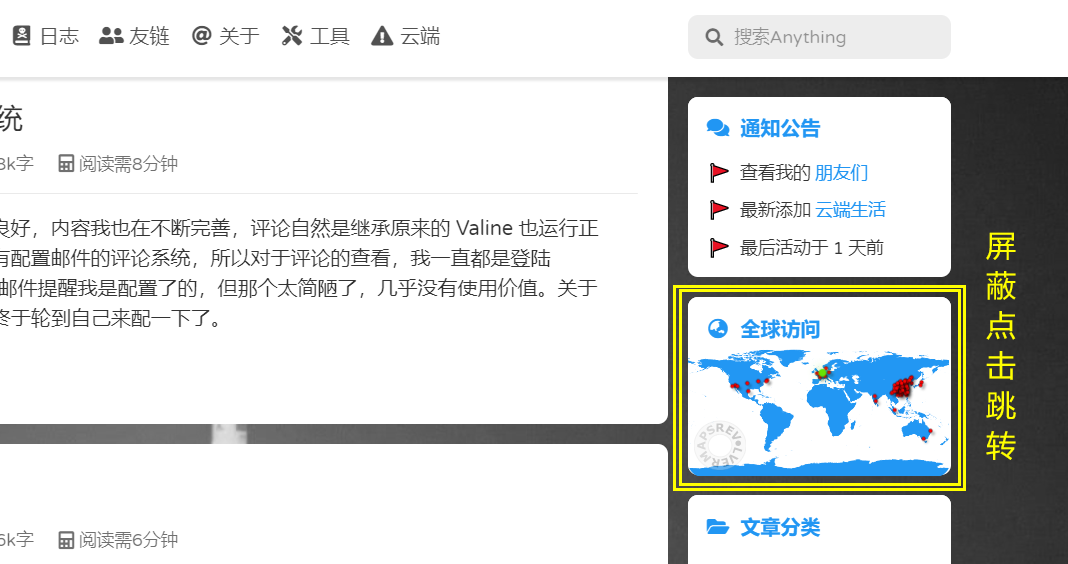 日志 友链 关于 工具 云端
搜索Anything
统
8k字 阅读需8分钟
良好，内容我也在不断完善，评论自然是继承原来的 Valine 也运行正
有配置邮件的评论系统，所以对于评论的查看，我一直都是登陆
邮件提醒我是配置了的，但那个太简陋了，几乎没有使用价值。关于
终于轮到自己来配一下了。
6k字 阅读需6分钟
通知公告
查看我的 朋友们
最新添加 云端生活
最后活动于 1 天前
全球访问
MAPSREVOLVERMAPSREVOLVER
文章分类
屏蔽点击跳转